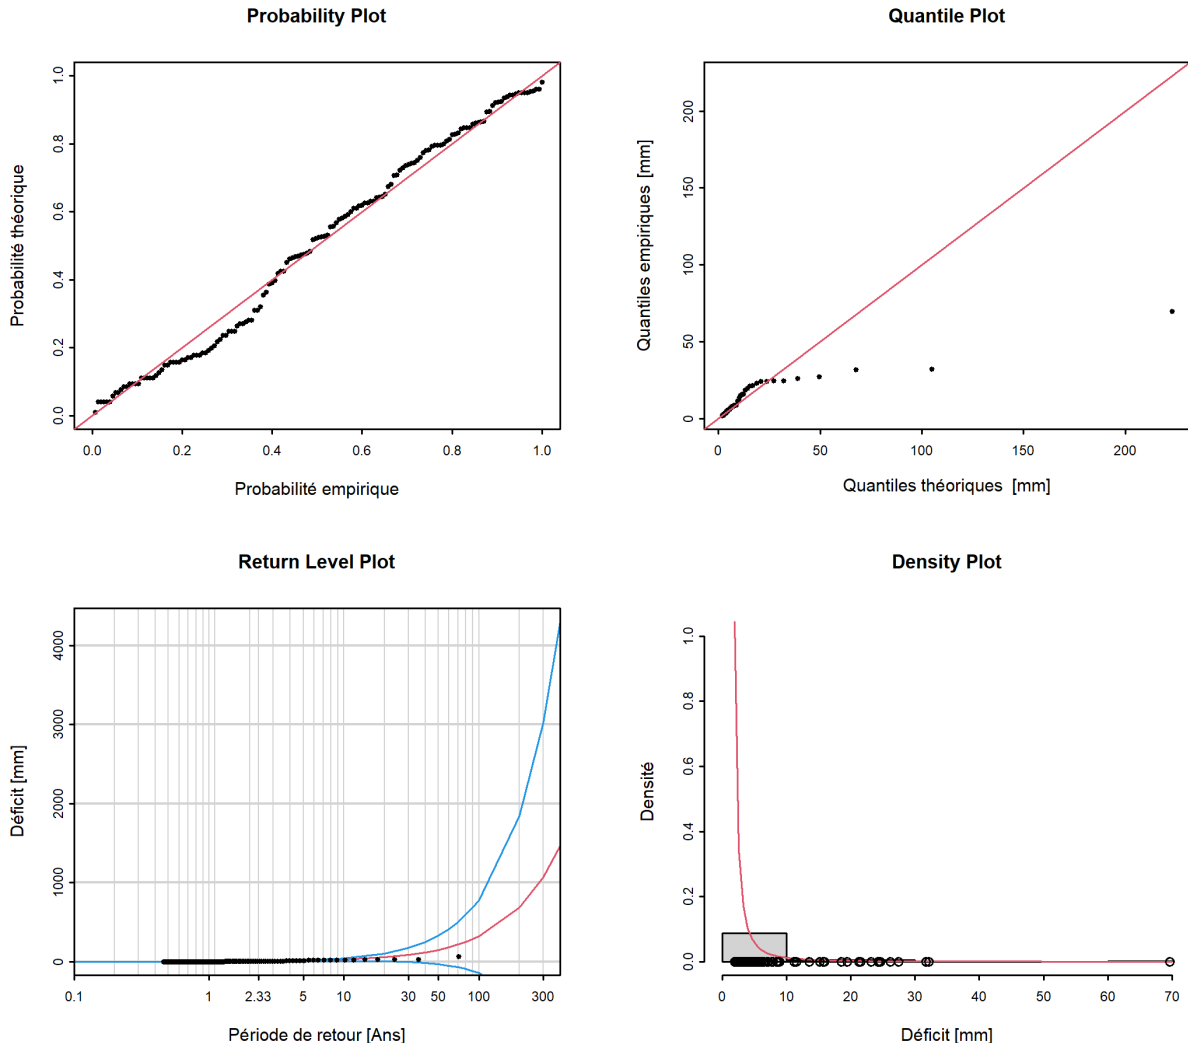 Probability Plot
Probabilité théorique
0.0 0.2 0.4 0.6 0.8 1.0
0.0 0.2 0.4 0.6 0.8 1.0
Probabilité empirique
Quantile Plot
Quantiles empiriques [mm]
0 50 100 150 200
0 50 100 150 200
Quantiles théoriques [mm]
Return Level Plot
Déficit [mm]
0 1000 2000 3000 4000
0.1 1 2.33 5 10 30 50 100 300
Période de retour [Ans]
Density Plot
Densité
0.0 0.2 0.4 0.6 0.8 1.0
0 10 20 30 40 50 60 70
Déficit [mm]